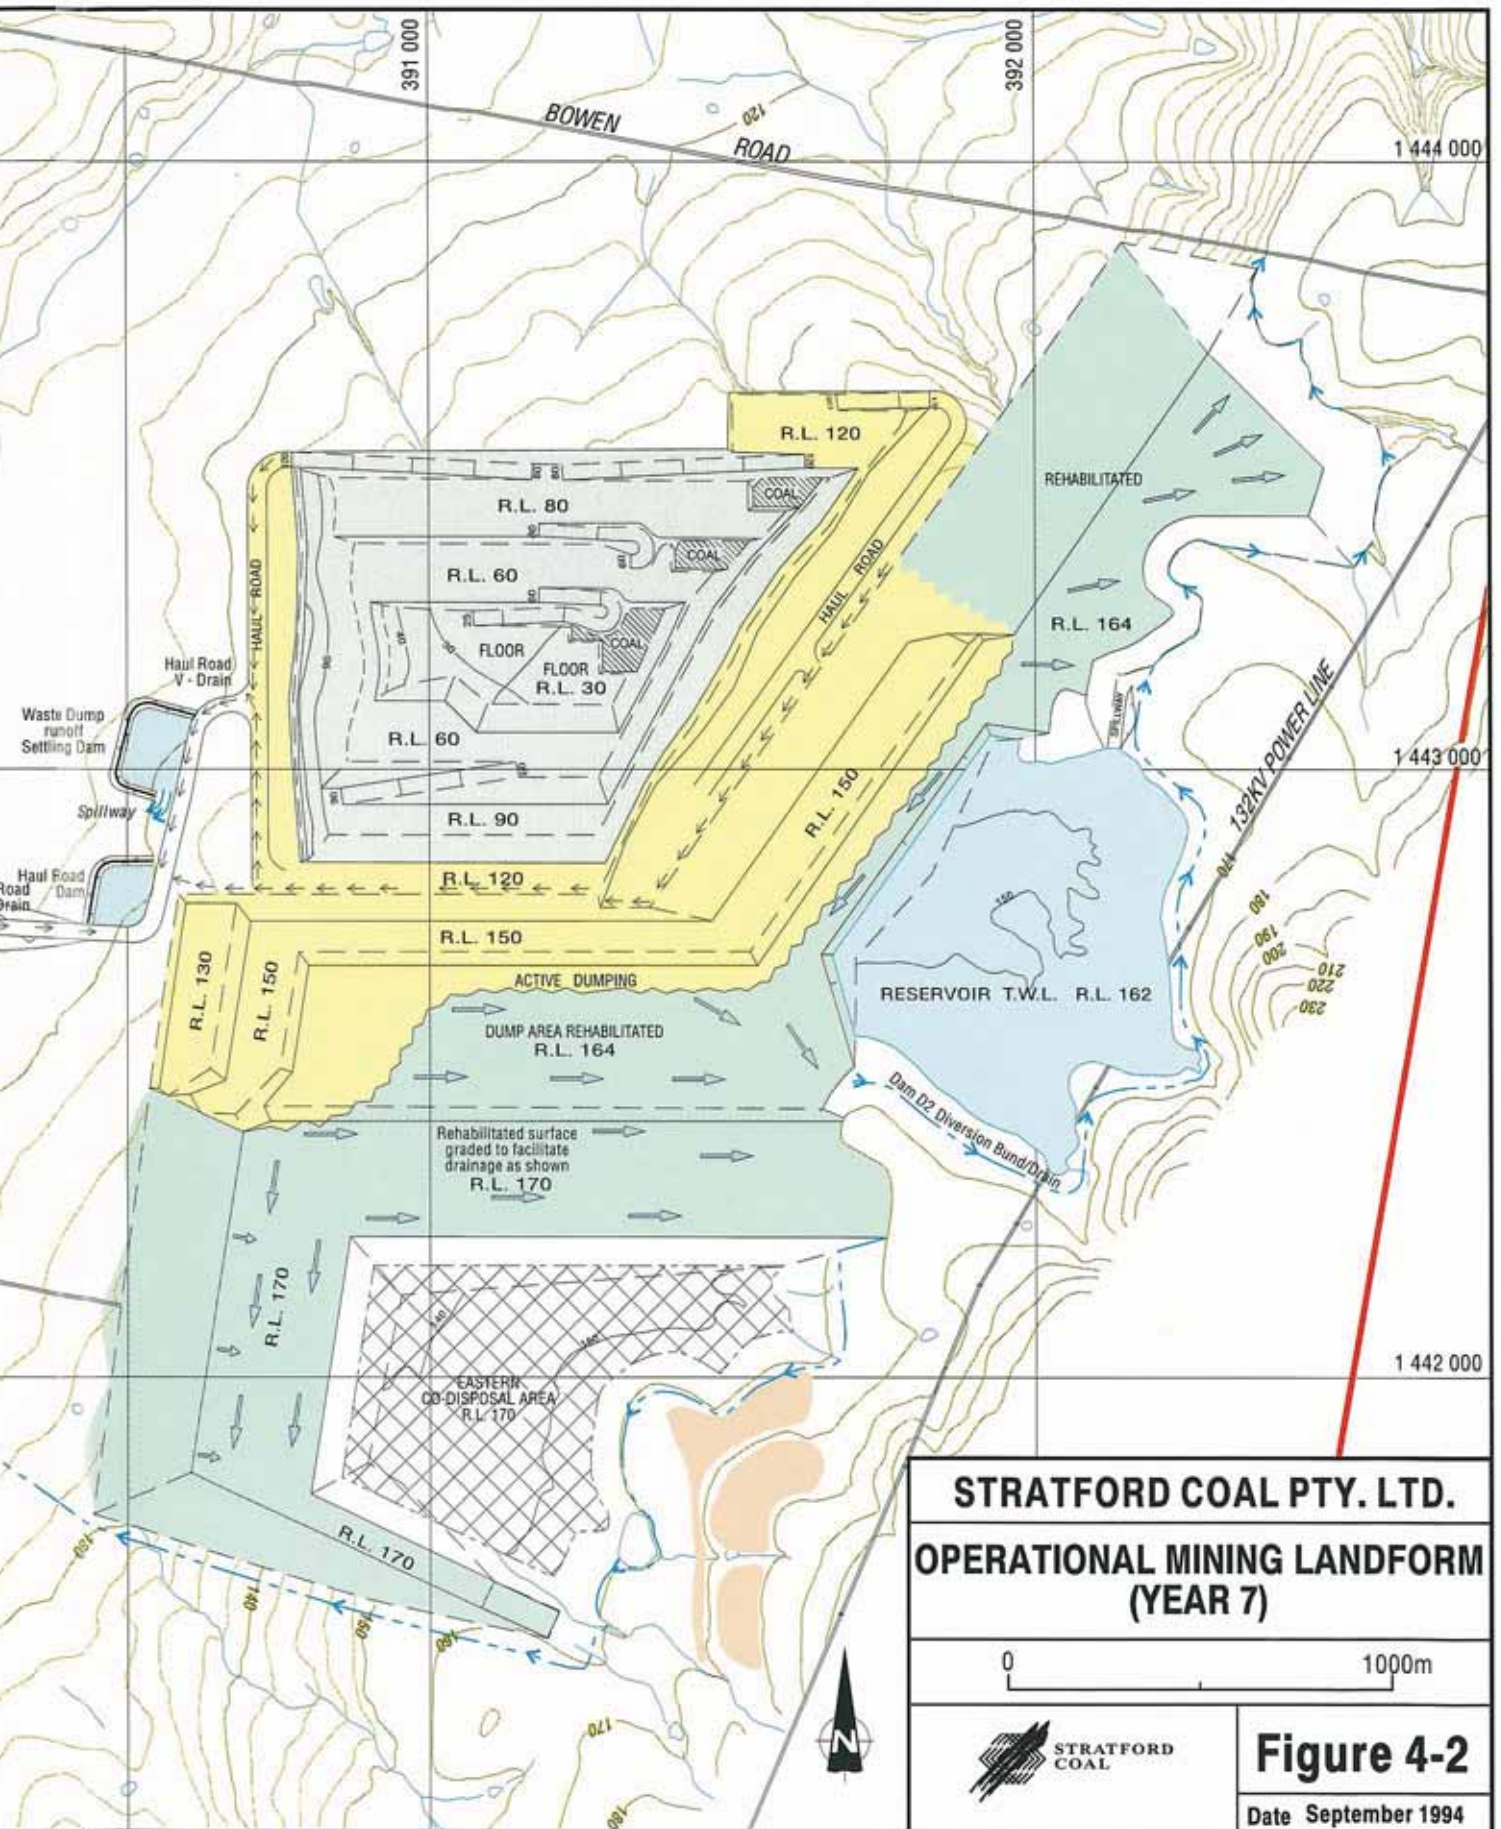 391 000
392 000
BOWEN
ROAD
120
1 444 000
R.L. 120
REHABILITATED
R.L. 80
COAL
COAL
R.L. 60
HAUL ROAD
HAUL ROAD
R.L. 164
FLOOR
COAL
FLOOR
R.L. 30
Haul Road
V - Drain
SPILLWAY
132KV POWER LINE
Waste Dump
runoff
Settling Dam
R.L. 60
1 443 000
R.L. 150
Spillway
R.L. 90
170
Haul Road
Dam
Road
Drain
R.L. 120
150
180
190
200
210
220
230
R.L. 150
R.L. 130
R.L. 150
ACTIVE DUMPING
RESERVOIR T.W.L. R.L. 162
DUMP AREA REHABILITATED
R.L. 164
Dam D2 Diversion Bund/Drain
Rehabilitated surface
graded to facilitate
drainage as shown
R.L. 170
R.L. 170
140
160
1 442 000
EASTERN
CO-DISPOSAL AREA
R.L. 170
R.L. 170
130
140
150
160
170
180
STRATFORD COAL PTY. LTD.
OPERATIONAL MINING LANDFORM
(YEAR 7)
0 1000m
N
STRATFORD
COAL
Figure 4-2
Date September 1994